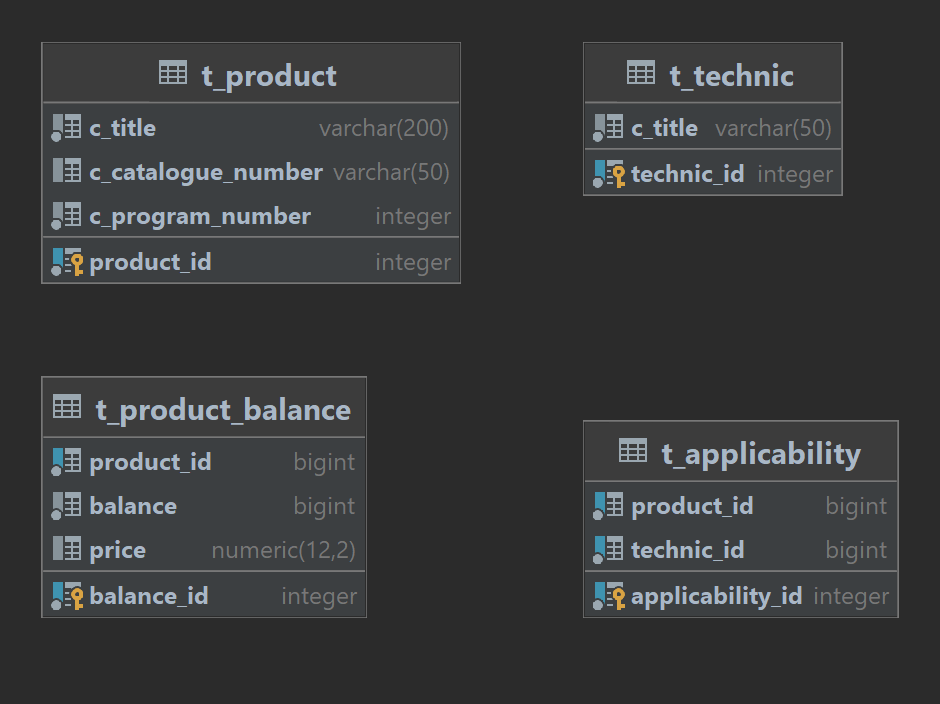 t_product
c_title varchar(200)
c_catalogue_number varchar(50)
c_program_number integer
product_id integer
t_technic
c_title varchar(50)
technic_id integer
t_product_balance
product_id bigint
balance bigint
price numeric(12,2)
balance_id integer
t_applicability
product_id bigint
technic_id bigint
applicability_id integer